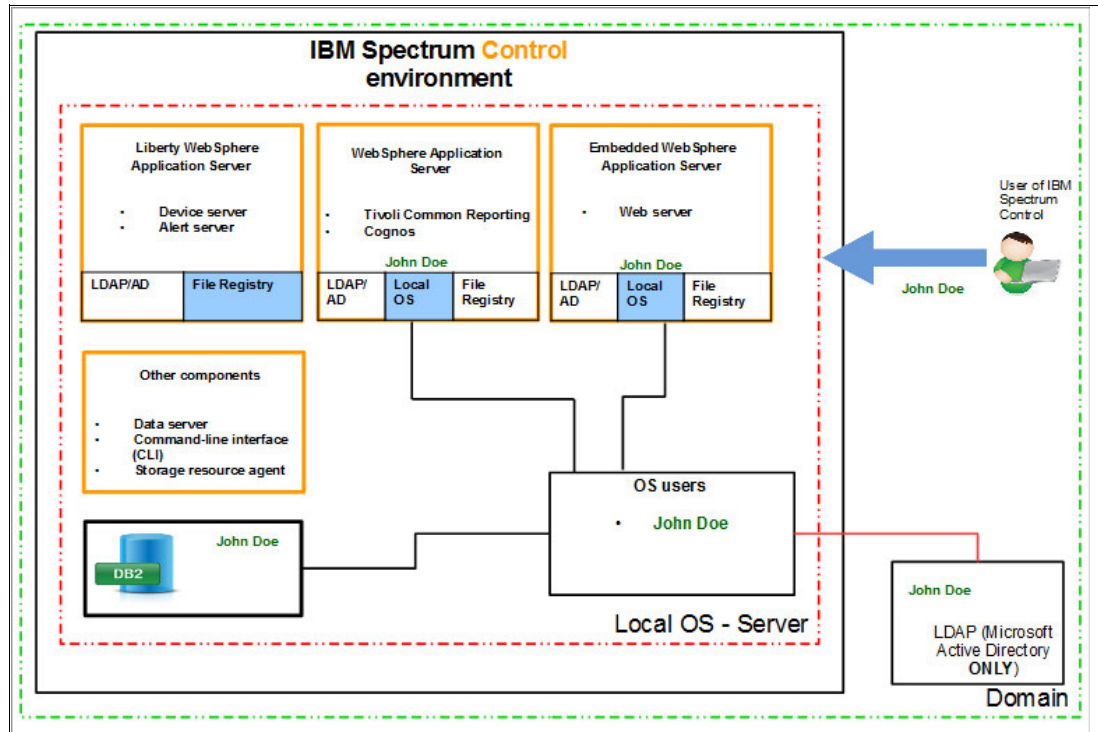 IBM Spectrum Control
environment
Liberty WebSphere
Application Server
• Device server
• Alert server
LDAP/AD
File Registry
WebSphere Application
Server
• Tivoli Common Reporting
• Cognos
John Doe
LDAP/
AD
Local
OS
File
Registry
Embedded WebSphere
Application Server
• Web server
John Doe
LDAP/
AD
Local
OS
File
Registry
User of IBM
Spectrum
Control
John Doe
Other components
• Data server
• Command-line interface
(CLI)
• Storage resource agent
OS users
• John Doe
John Doe
DB2
Local OS - Server
John Doe
LDAP (Microsoft
Active Directory
ONLY)
Domain